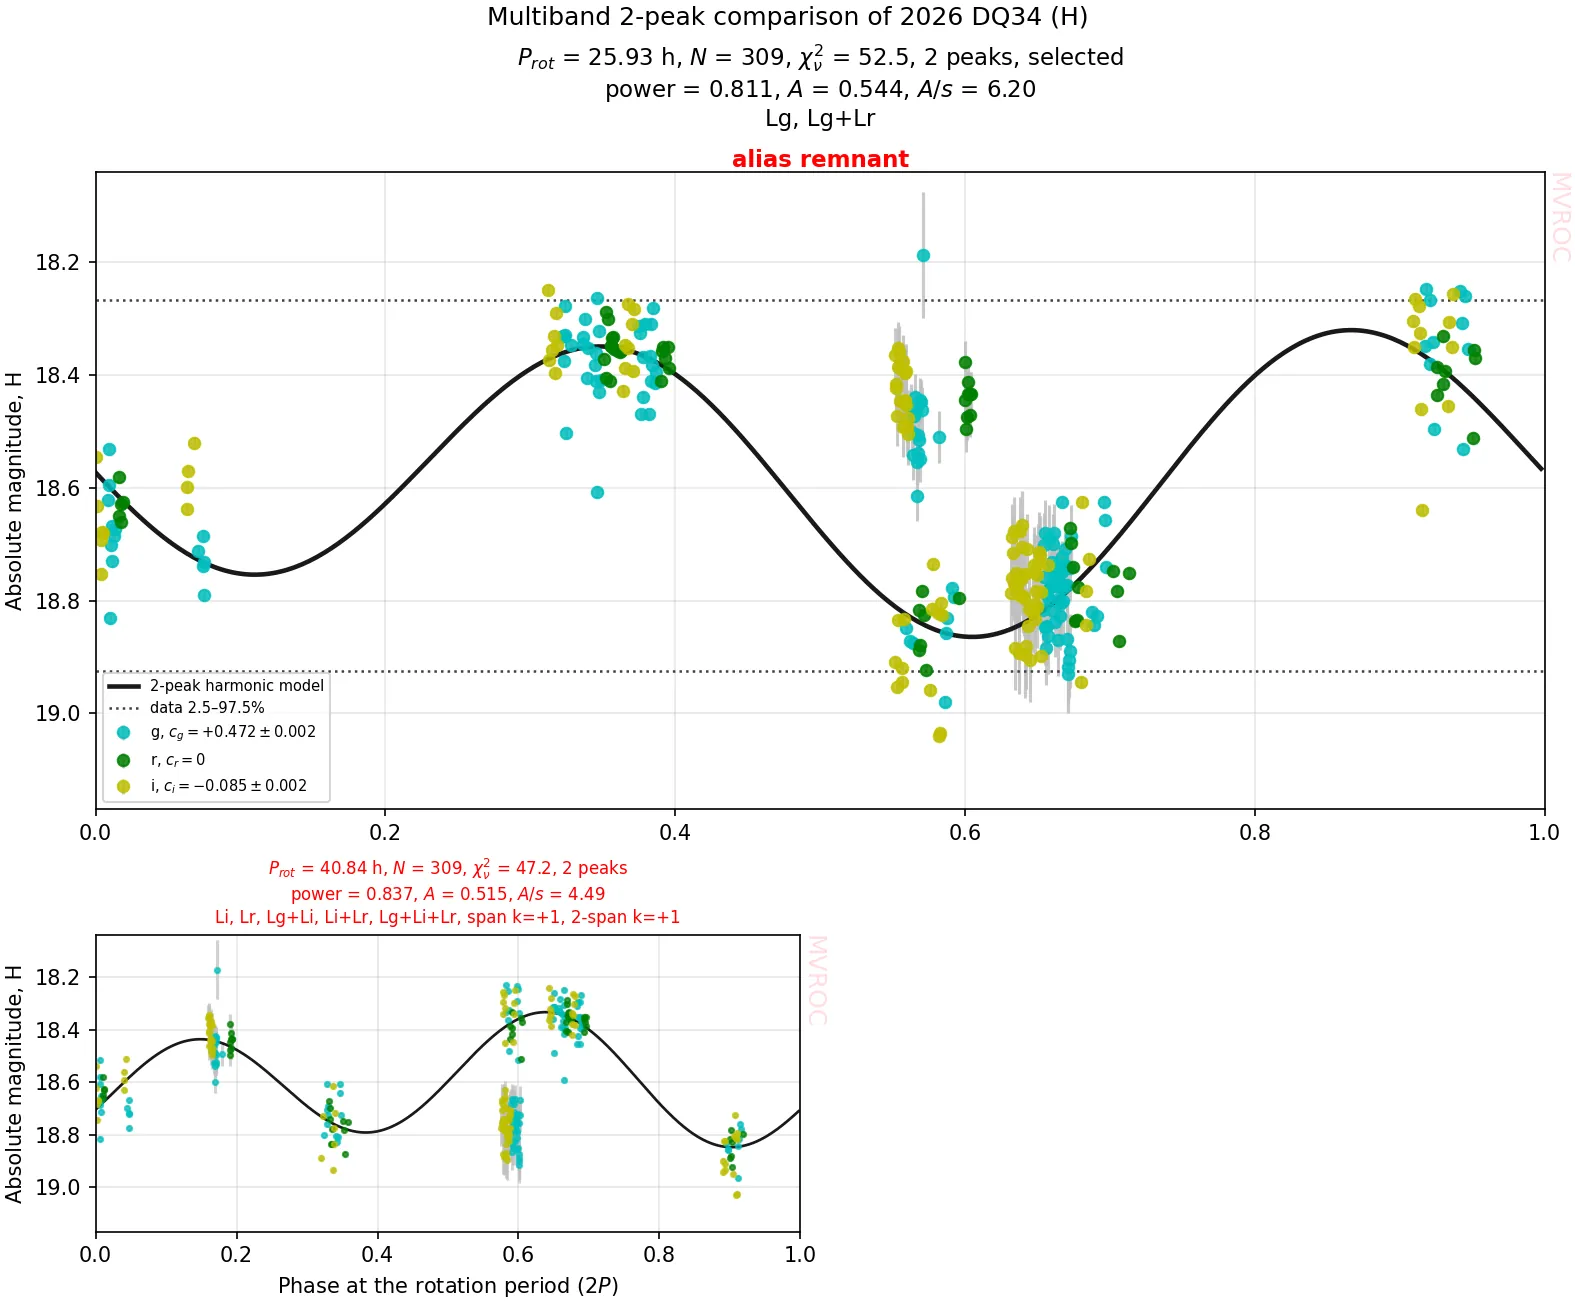 Multiband 2-peak comparison of 2026 DQ34 (H)
P_rot = 25.93 h, N = 309, χ²_ν = 52.5, 2 peaks, selected
power = 0.811, A = 0.544, A/s = 6.20
Lg, Lg+Lr
alias remnant
MVROC
Absolute magnitude, H
18.2
18.4
18.6
18.8
19.0
2-peak harmonic model
data 2.5–97.5%
g, c_g = +0.472 ± 0.002
r, c_r = 0
i, c_i = −0.085 ± 0.002
0.0 0.2 0.4 0.6 0.8 1.0
P_rot = 40.84 h, N = 309, χ²_ν = 47.2, 2 peaks
power = 0.837, A = 0.515, A/s = 4.49
Li, Lr, Lg+Li, Li+Lr, Lg+Li+Lr, span k=+1, 2-span k=+1
MVROC
Absolute magnitude, H
18.2
18.4
18.6
18.8
19.0
0.0 0.2 0.4 0.6 0.8 1.0
Phase at the rotation period (2P)